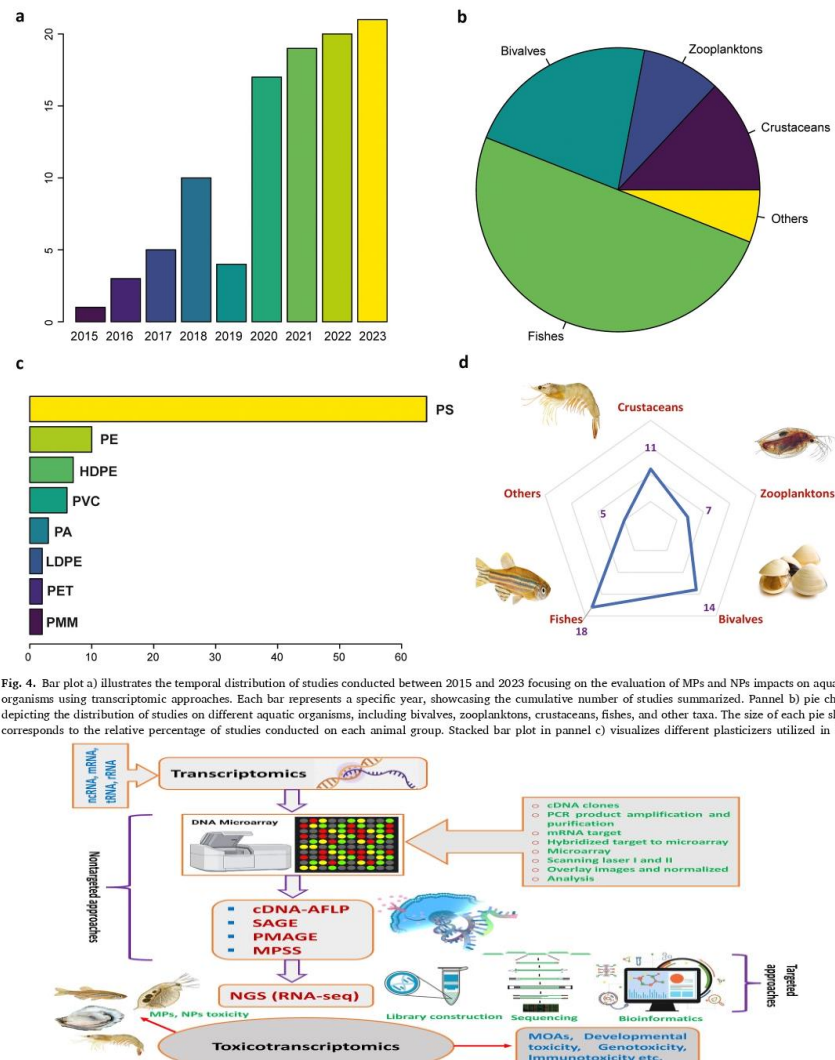 a
20
15
10
5
0
2015 2016 2017 2018 2019 2020 2021 2022 2023
b
Bivalves
Zooplanktons
Crustaceans
Others
Fishes
c
PS
PE
HDPE
PVC
PA
LDPE
PET
PMM
0 10 20 30 40 50 60
d
Crustaceans
11
Others
5
7
Zooplanktons
14
Fishes
Bivalves
18
Fig. 4. Bar plot a) illustrates the temporal distribution of studies conducted between 2015 and 2023 focusing on the evaluation of MPs and NPs impacts on
organisms using transcriptomic approaches. Each bar represents a specific year, showcasing the cumulative number of studies summarized. Pannel b) pie
depicting the distribution of studies on different aquatic organisms, including bivalves, zooplanktons, crustaceans, fishes, and other taxa. The size of each pie
corresponds to the relative percentage of studies conducted on each animal group. Stacked bar plot in pannel c) visualizes different plasticizers utilized in
ncRNA, mRNA,
tRNA, rRNA
Transcriptomics
Nontargeted approaches
DNA Microarray
cDNA clones
PCR product amplification and
purification
mRNA target
Hybridized target to microarray
Microarray
Scanning laser I and II
Overlay images and normalized
Analysis
cDNA-AFLP
SAGE
PMAGE
MPSS
NGS (RNA-seq)
Library construction
Sequencing
Bioinformatics
Targeted
approaches
MPs, NPs toxicity
Toxicotranscriptomics
MOAs, Developmental
toxicity, Genotoxicity,
Immunotoxicity etc.